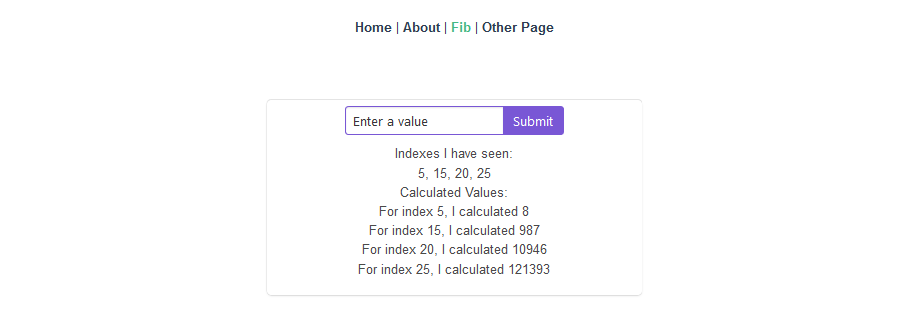 Home | About | Fib | Other Page
Enter a value Submit
Indexes I have seen:
5, 15, 20, 25
Calculated Values:
For index 5, I calculated 8
For index 15, I calculated 987
For index 20, I calculated 10946
For index 25, I calculated 121393